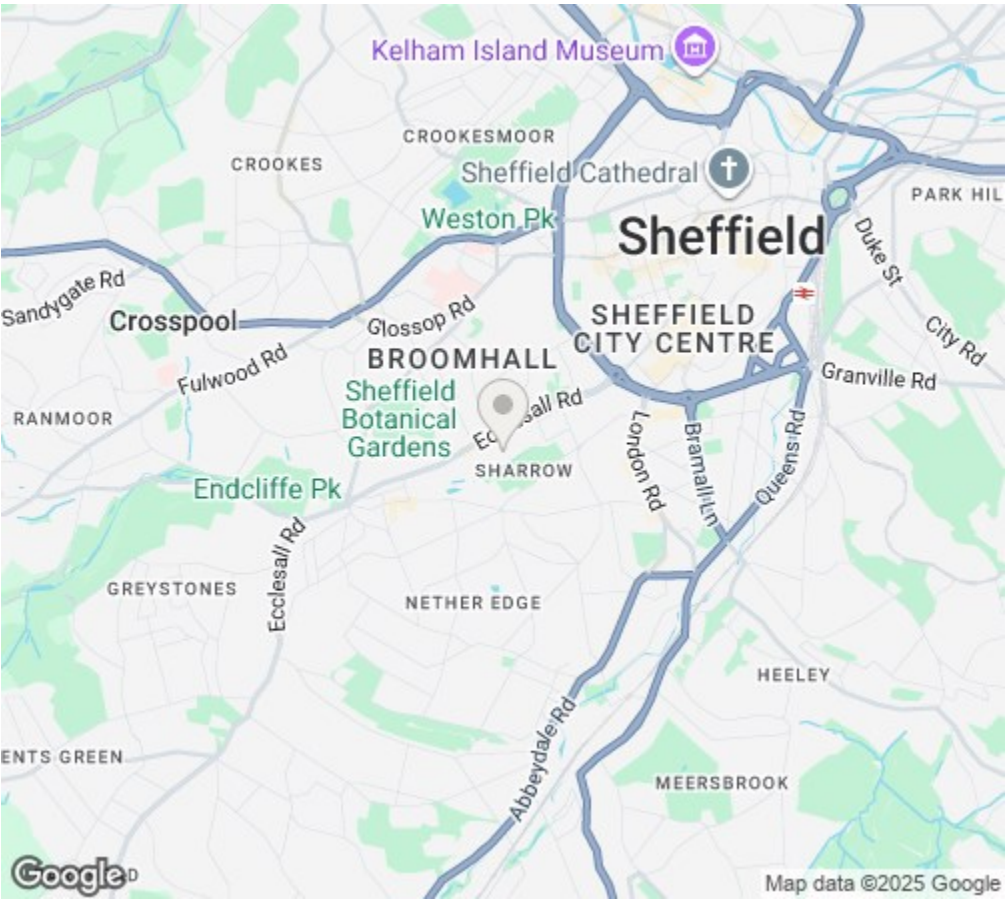 Kelham Island Museum
CROOKESMOOR
CROOKES
Sheffield Cathedral
PARK HIL
Weston Pk
Sheffield
Duke St
Sandygate Rd
Crosspool
Glossop Rd
SHEFFIELD
CITY CENTRE
City Rd
Fulwood Rd
BROOMHALL
Granville Rd
Sheffield
Botanical
Gardens
RANMOOR
Ecclesall Rd
London Rd
Bramall Ln
Queens Rd
SHARROW
Endcliffe Pk
Ecclesall Rd
GREYSTONES
NETHER EDGE
HEELEY
Abbeydale Rd
ENTS GREEN
MEERSBROOK
Google
D
Map data ©2025 Google